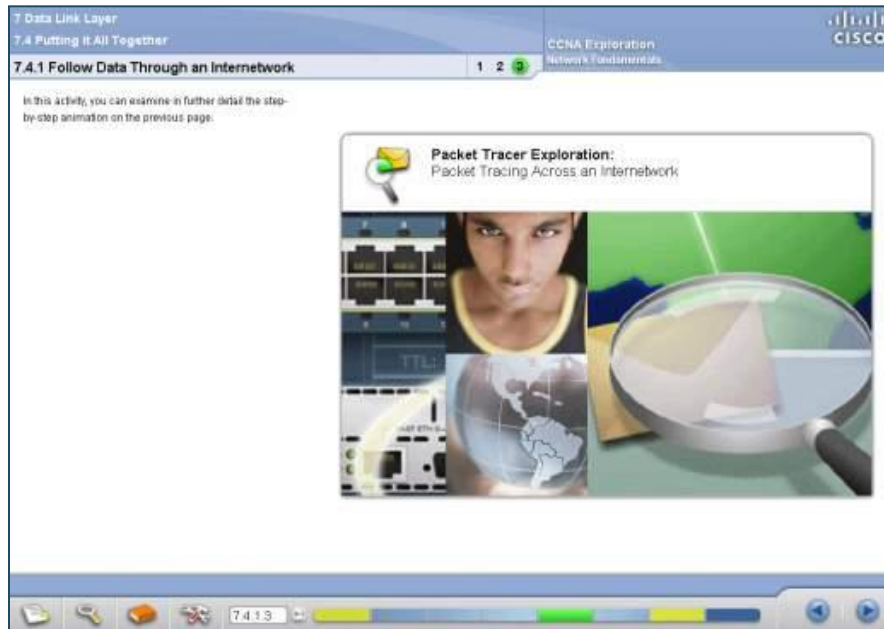 7 Data Link Layer
7.4 Putting It All Together
CCNA Exploration
Network Fundamentals
CISCO
7.4.1 Follow Data Through an Internetwork
1 2 3
In this activity, you can examine in further detail the step-
by-step animation on the previous page.
Packet Tracer Exploration:
Packet Tracing Across an Internetwork
TTL:
7.4.1.3